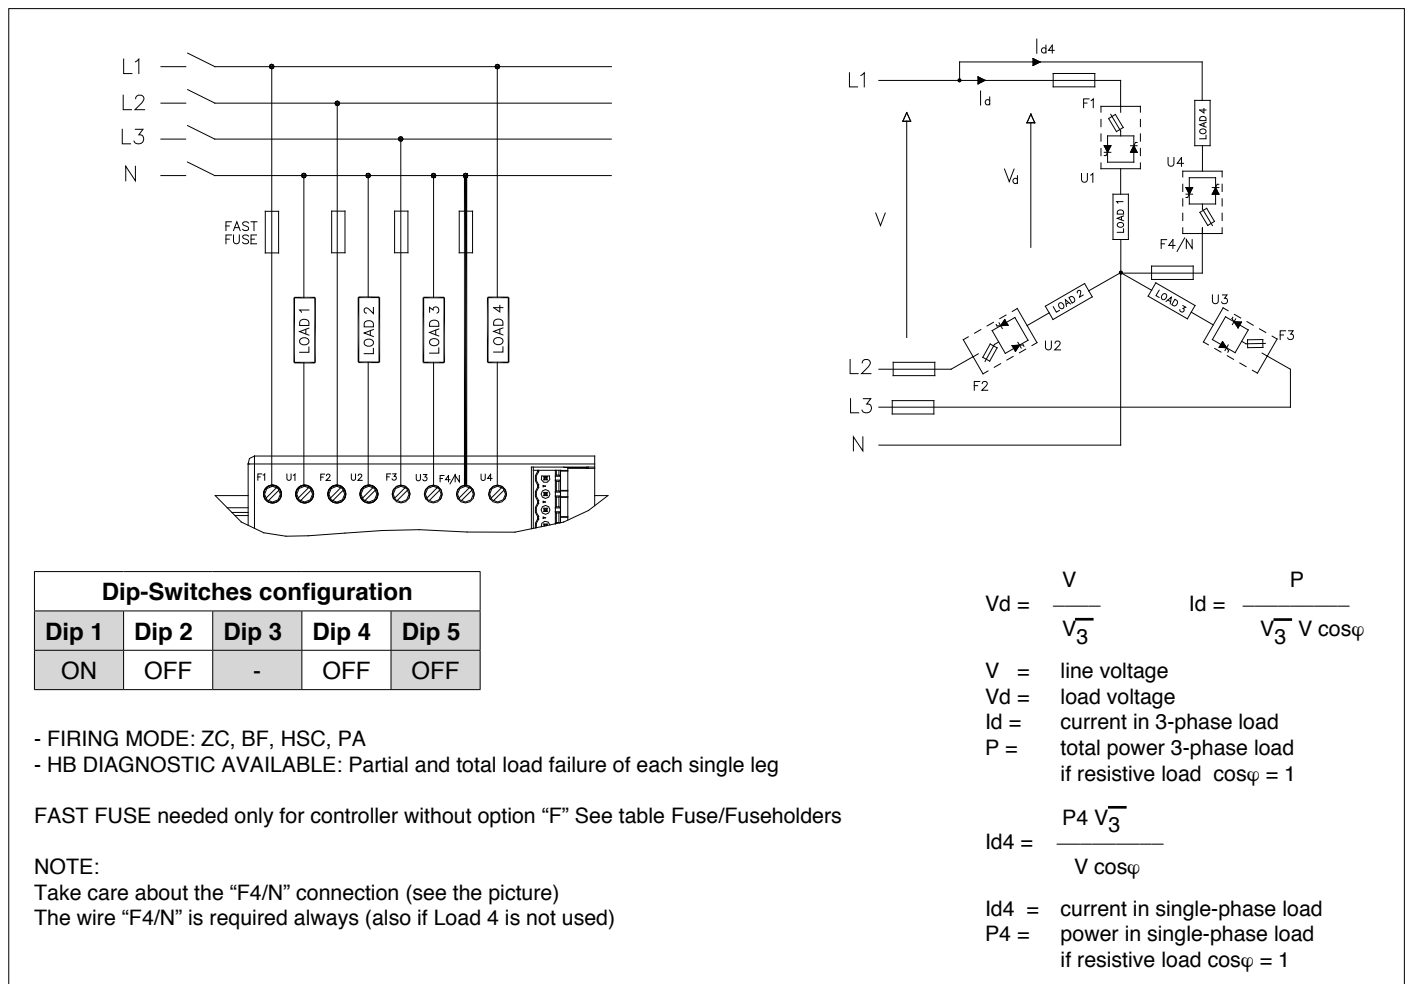 L1
L2
L3
N
FAST
FUSE
LOAD 1
LOAD 2
LOAD 3
LOAD 4
F1 U1 F2 U2 F3 U3 F4/N U4
Id4
L1
Id
F1
LOAD 4
U4
U1
V
Vd
LOAD 1
F4/N
LOAD 2
LOAD 3
U3
U2
F3
L2
F2
L3
N
Dip-Switches configuration
Dip 1 Dip 2 Dip 3 Dip 4 Dip 5
ON OFF - OFF OFF
- FIRING MODE: ZC, BF, HSC, PA
- HB DIAGNOSTIC AVAILABLE: Partial and total load failure of each single leg
FAST FUSE needed only for controller without option “F” See table Fuse/Fuseholders
NOTE:
Take care about the “F4/N” connection (see the picture)
The wire “F4/N” is required always (also if Load 4 is not used)
V P
Vd = Id =
V3 V3 V cosφ
V = line voltage
Vd = load voltage
Id = current in 3-phase load
P = total power 3-phase load
if resistive load cosφ = 1
P4 V3
Id4 =
V cosφ
Id4 = current in single-phase load
P4 = power in single-phase load
if resistive load cosφ = 1